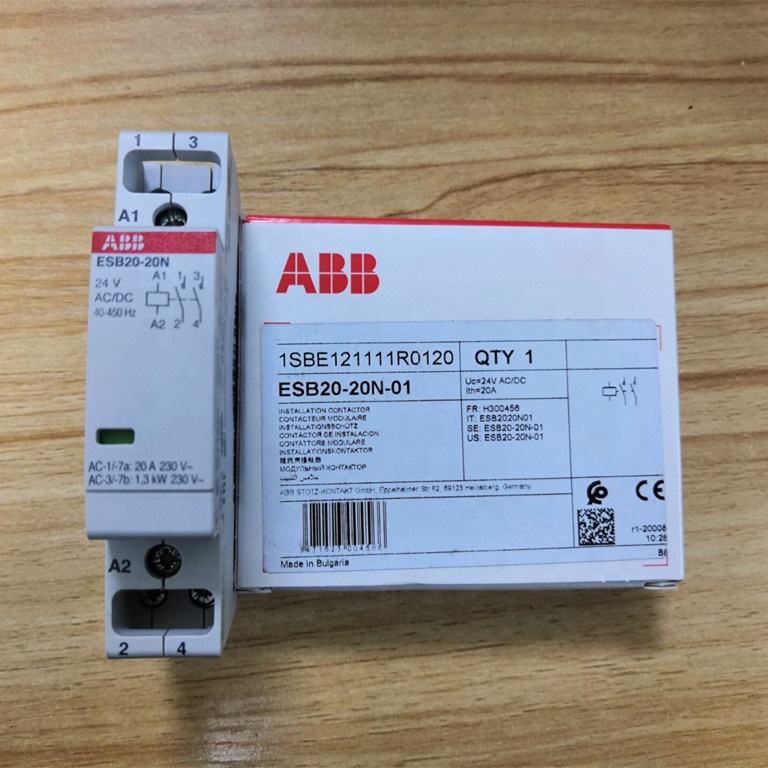 1 3
A1
ABB
ESB20-20N
24 V
AC/DC
40-450 Hz
A1 1 3
A2 2 4
AC-1/-7a: 20 A 230 V~
AC-3/-7b: 1,3 kW 230 V~
A2
2 4
ABB
1SBE121111R0120 QTY 1
ESB20-20N-01
Uc=24V AC/DC
Ith=20A
INSTALLATION CONTACTOR
CONTACTEUR MODULAIRE
INSTALLATIONSSCHÜTZ
CONTACTOR DE INSTALACION
CONTATTORE MODULARE
INSTALLATIONSKONTAKTOR
МОДУЛЬНЫЙ КОНТАКТОР
FR: H300456
IT: ESB2020N01
SE: ESB20-20N-01
US: ESB20-20N-01
ABB STOTZ-KONTAKT GmbH, Eppelheimer Str 82, 69123 Heidelberg, Germany
CE
Made in Bulgaria
r1-20008
10:28